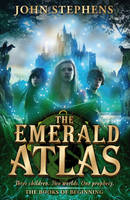 JOHN STEPHENS
THE
EMERALD
ATLAS
Three children. Two worlds. One prophecy.
THE BOOKS OF BEGINNING